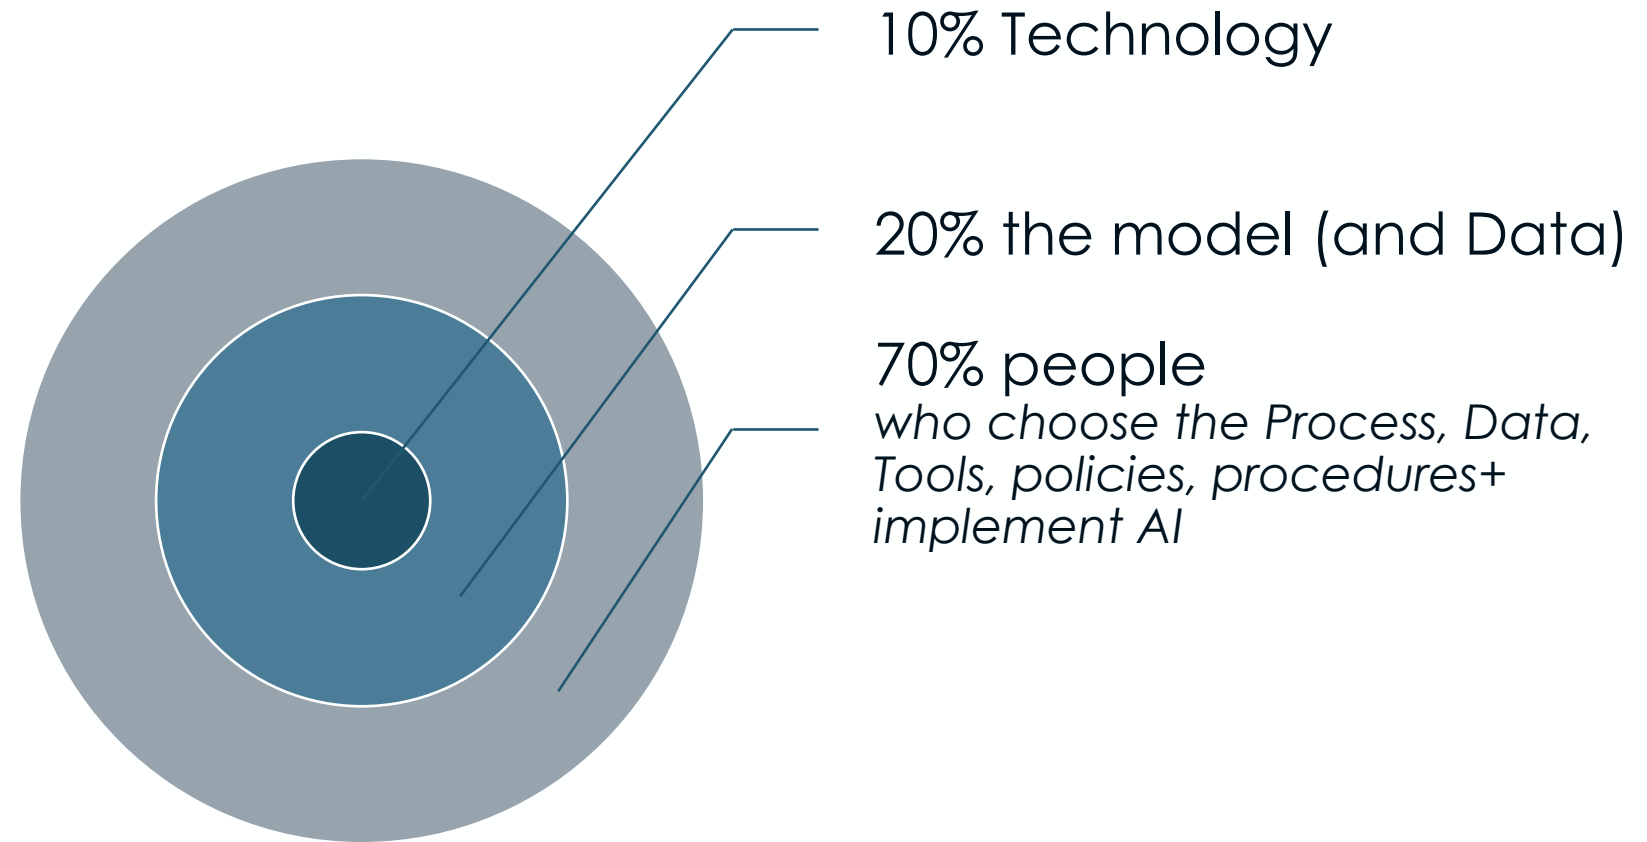 10% Technology
20% the model (and Data)
70% people
who choose the Process, Data,
Tools, policies, procedures+
implement AI